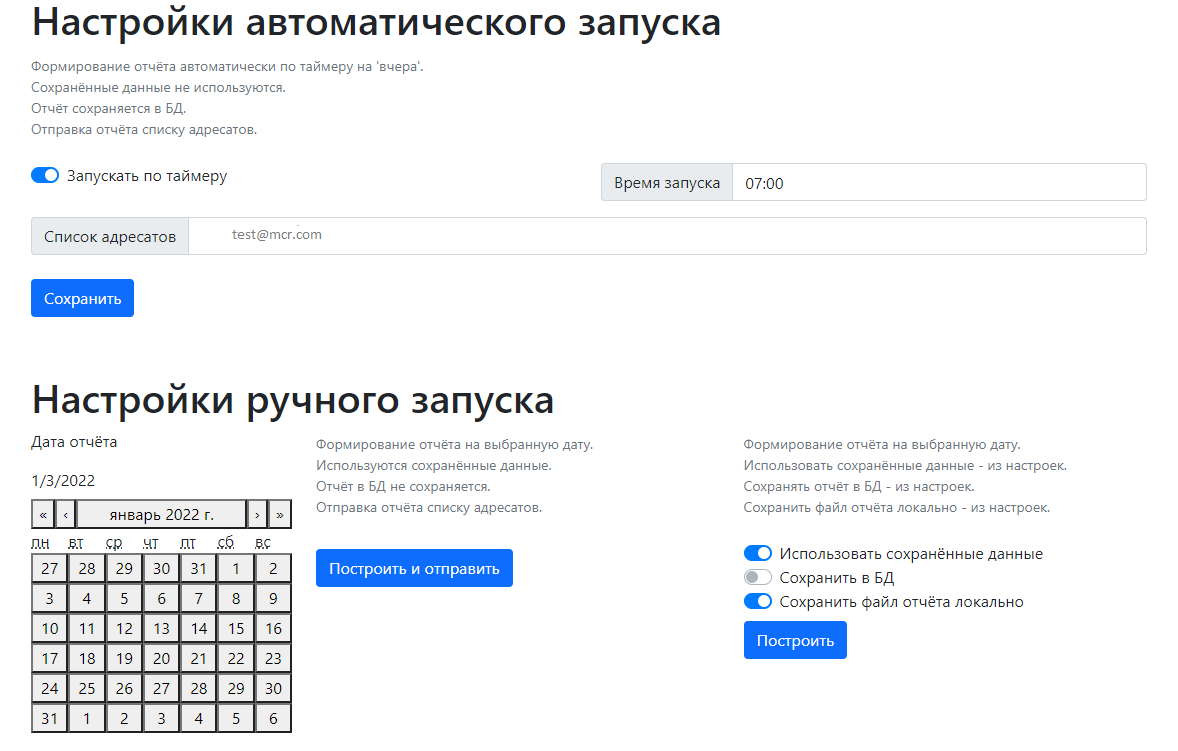 Настройки автоматического запуска
Формирование отчёта автоматически по таймеру на 'вчера'.
Сохранённые данные не используются.
Отчёт сохраняется в БД.
Отправка отчёта списку адресатов.
Запускать по таймеру
Время запуска 07:00
Список адресатов test@mcr.com
Сохранить
Настройки ручного запуска
Дата отчёта
1/3/2022
« ‹ январь 2022 г. › »
пн вт ср чт пт сб вс
27 28 29 30 31 1 2
3 4 5 6 7 8 9
10 11 12 13 14 15 16
17 18 19 20 21 22 23
24 25 26 27 28 29 30
31 1 2 3 4 5 6
Формирование отчёта на выбранную дату.
Используются сохранённые данные.
Отчёт в БД не сохраняется.
Отправка отчёта списку адресатов.
Построить и отправить
Формирование отчёта на выбранную дату.
Использовать сохранённые данные - из настроек.
Сохранять отчёт в БД - из настроек.
Сохранить файл отчёта локально - из настроек.
Использовать сохранённые данные
Сохранить в БД
Сохранить файл отчёта локально
Построить